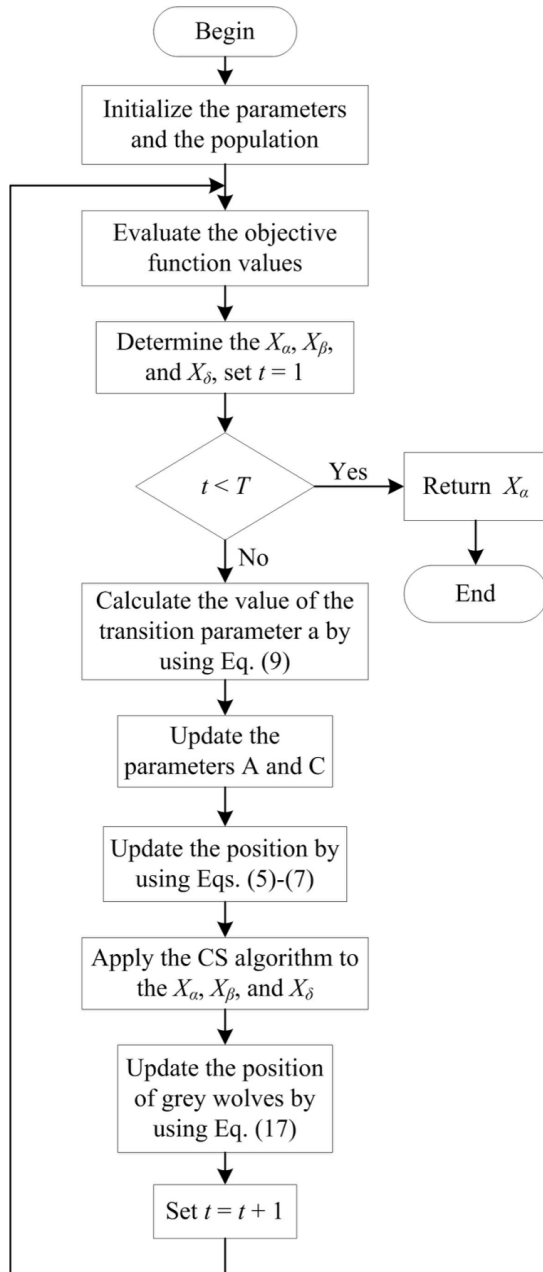 Begin
Initialize the parameters
and the population
Evaluate the objective
function values
Determine the Xα, Xβ,
and Xδ, set t = 1
t < T
Yes
Return Xα
End
No
Calculate the value of the
transition parameter a by
using Eq. (9)
Update the
parameters A and C
Update the position by
using Eqs. (5)-(7)
Apply the CS algorithm to
the Xα, Xβ, and Xδ
Update the position
of grey wolves by
using Eq. (17)
Set t = t + 1